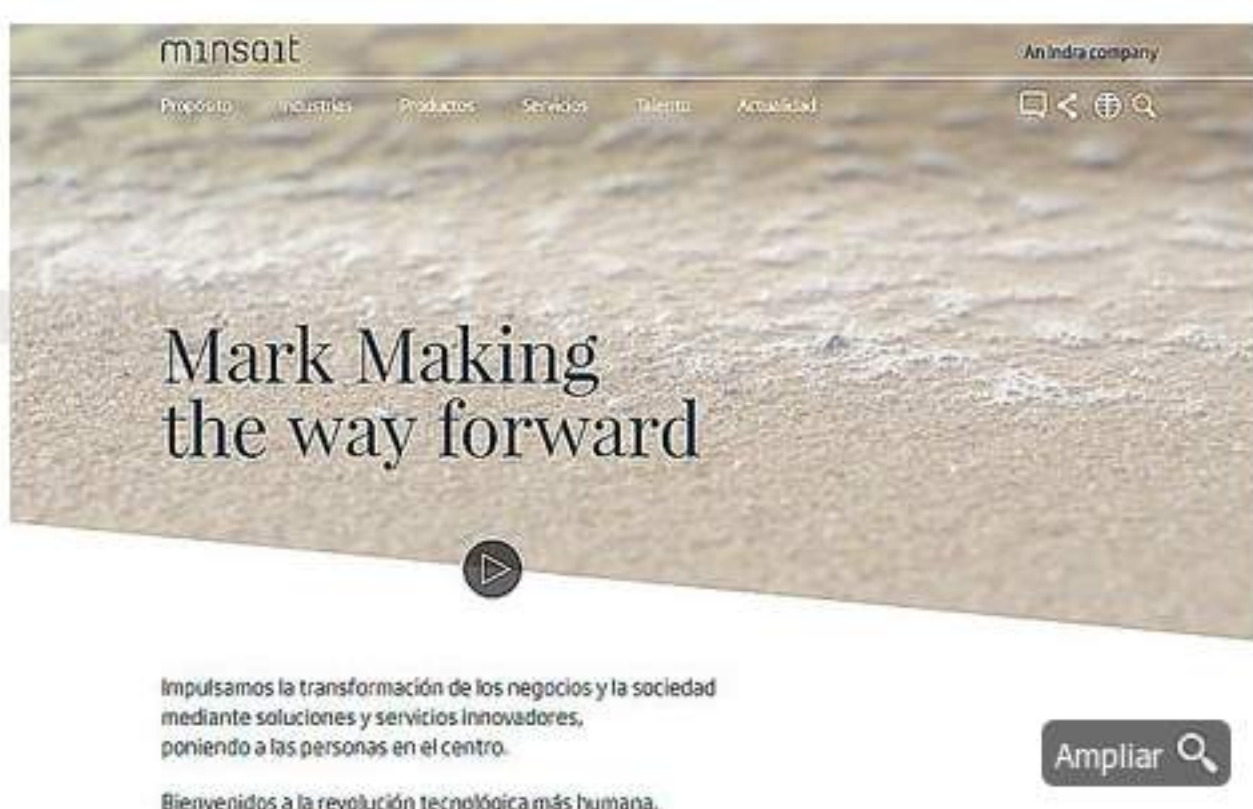 minsait
An Indra company
Propósito Industrias Productos Servicios Talento Actualidad
Mark Making
the way forward
Impulsamos la transformación de los negocios y la sociedad
mediante soluciones y servicios innovadores,
poniendo a las personas en el centro.
Ampliar
Bienvenidos a la revolución tecnológica más humana.